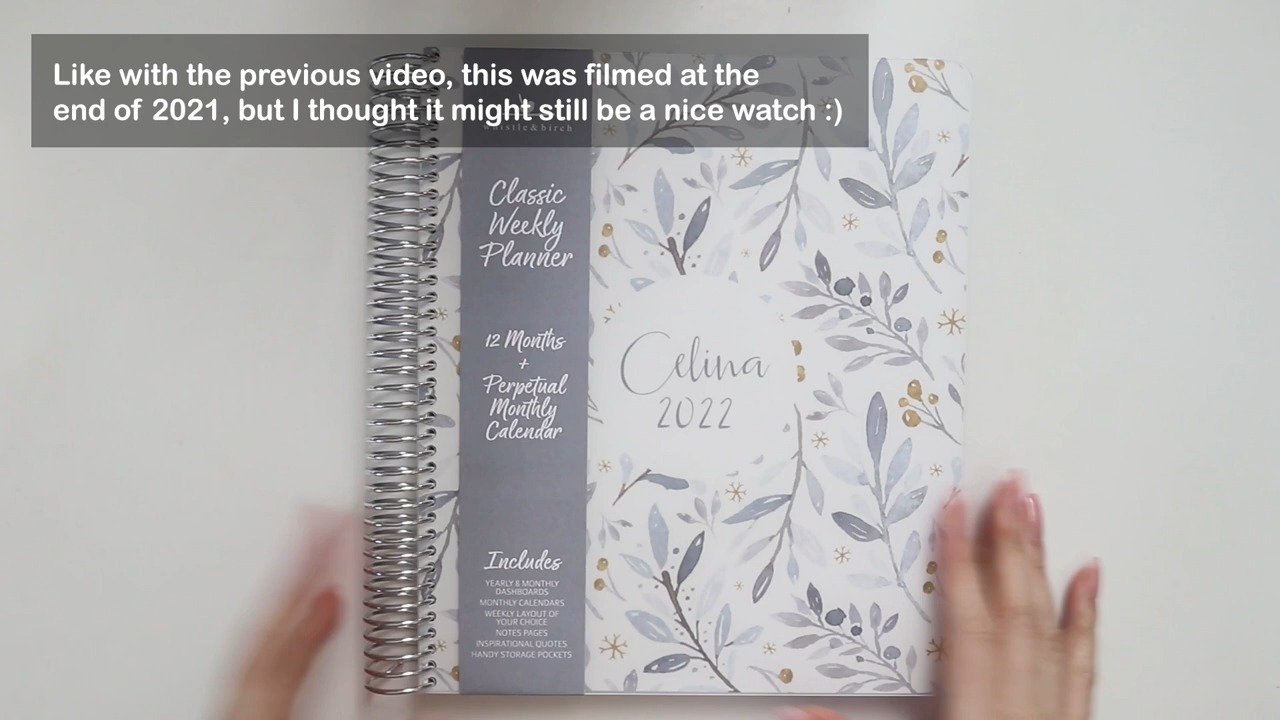 Like with the previous video, this was filmed at the
end of 2021, but I thought it might still be a nice watch :)
whistle&birch
Classic
Weekly
Planner
12 Months
+
Perpetual
Monthly
Calendar
Includes
YEARLY & MONTHLY
DASHBOARDS
MONTHLY CALENDARS
WEEKLY LAYOUT OF
YOUR CHOICE
NOTES PAGES
INSPIRATIONAL QUOTES
HANDY STORAGE POCKETS
Celina
2022